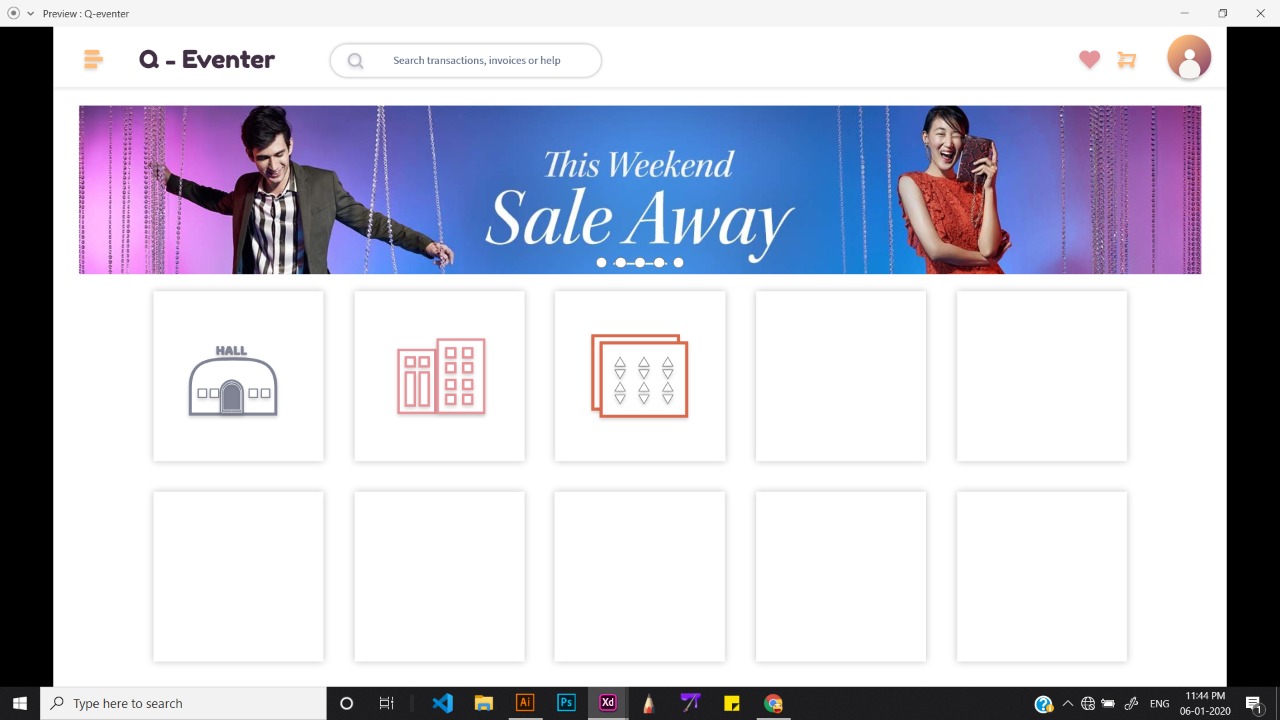 Preview : Q-eventer
Q - Eventer
Search transactions, invoices or help
This Weekend
Sale Away
HALL
Type here to search
Ai
Ps
Xd
ENG
11:44 PM
06-01-2020
1